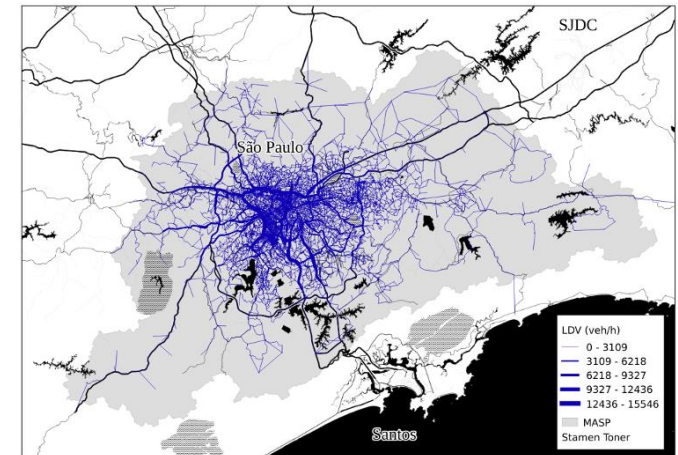 SJDC
São Paulo
Santos
LDV (veh/h)
0 - 3109
3109 - 6218
6218 - 9327
9327 - 12436
12436 - 15546
MASP
Stamen Toner